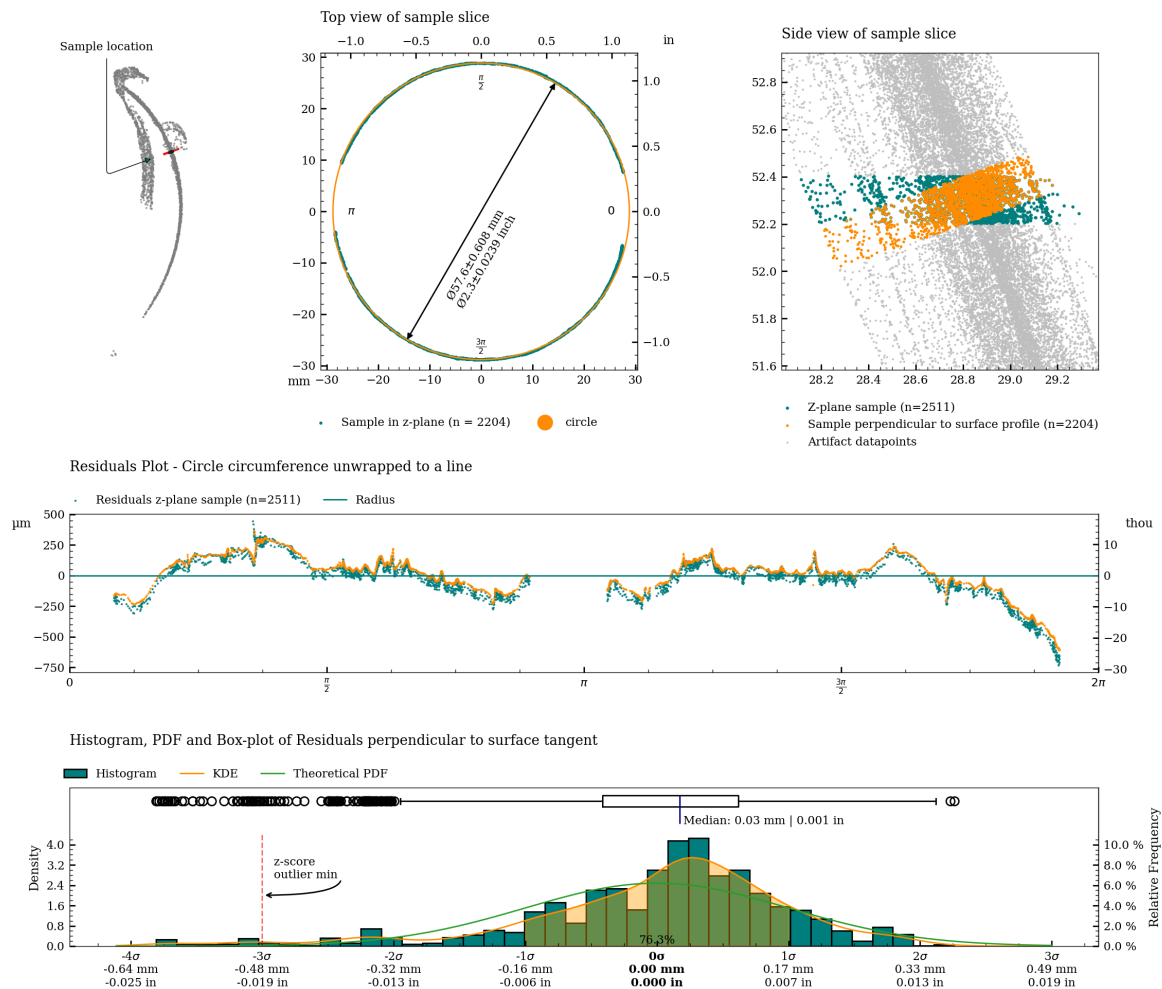 Sample location
Top view of sample slice
−1.0 −0.5 0.0 0.5 1.0 in
30
20
10
0
−10
−20
−30
mm −30 −20 −10 0 10 20 30
1.0
0.5
0.0
−0.5
−1.0
π/2
π
0
3π/2
Ø57.6±0.608 mm
Ø2.3±0.0239 inch
Sample in z-plane (n = 2204) circle
Side view of sample slice
52.8
52.6
52.4
52.2
52.0
51.8
51.6
28.2 28.4 28.6 28.8 29.0 29.2
Z-plane sample (n=2511)
Sample perpendicular to surface profile (n=2204)
Artifact datapoints
Residuals Plot - Circle circumference unwrapped to a line
Residuals z-plane sample (n=2511) Radius
µm
500
250
0
−250
−500
−750
thou
10
0
−10
−20
−30
0 π/2 π 3π/2 2π
Histogram, PDF and Box-plot of Residuals perpendicular to surface tangent
Histogram KDE Theoretical PDF
Median: 0.03 mm | 0.001 in
z-score
outlier min
Density
4.0
3.2
2.4
1.6
0.8
0.0
Relative Frequency
10.0 %
8.0 %
6.0 %
4.0 %
2.0 %
0.0 %
76.3%
-4σ -3σ -2σ -1σ 0σ 1σ 2σ 3σ
-0.64 mm -0.48 mm -0.32 mm -0.16 mm 0.00 mm 0.17 mm 0.33 mm 0.49 mm
-0.025 in -0.019 in -0.013 in -0.006 in 0.000 in 0.007 in 0.013 in 0.019 in